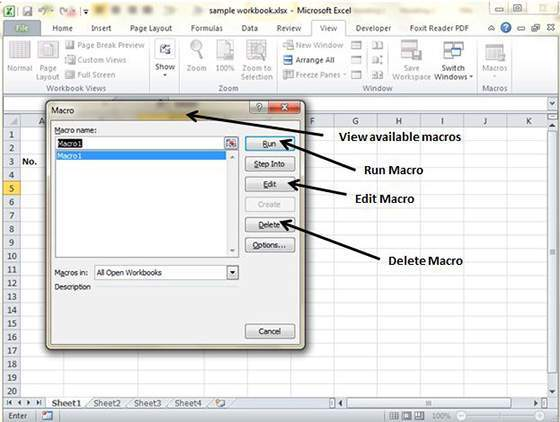 sample workbook.xlsx - Microsoft Excel
File Home Insert Page Layout Formulas Data Review View Developer Foxit Reader PDF
Normal Page Layout Page Break Preview Custom Views Full Screen
Workbook Views
Show
Zoom 100% Zoom to Selection
Zoom
New Window Arrange All Freeze Panes
Save Workspace Switch Windows
Window
Macros
Macros
A F G H I J
1
2
3 No.
4
5
6
7
8
9
10
11
12
13
14
15
16
17
18
19
20
Macro
Macro name:
Macro1
Macro1
Run
Step Into
Edit
Create
Delete
Options...
Macros in: All Open Workbooks
Description
Cancel
View available macros
Run Macro
Edit Macro
Delete Macro
Sheet1 Sheet2 Sheet3 Sheet4
Enter 100%